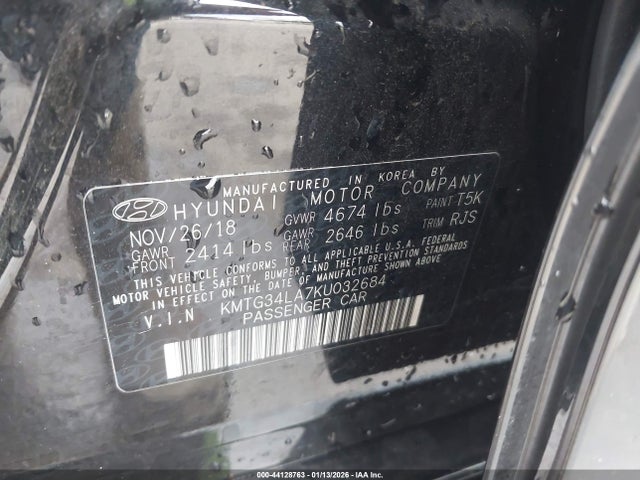 MANUFACTURED IN KOREA BY
HYUNDAI MOTOR COMPANY
NOV/26/18 GVWR 4674 lbs PAINT T5K
GAWR FRONT 2414 lbs GAWR REAR 2646 lbs TRIM RJS
THIS VEHICLE CONFORMS TO ALL APPLICABLE U.S.A. FEDERAL
MOTOR VEHICLE SAFETY, BUMPER, AND THEFT PREVENTION STANDARDS
IN EFFECT ON THE DATE OF MANUFACTURE SHOWN ABOVE.
V.I.N KMTG34LA7KU032684
PASSENGER CAR
000-44128763 - 01/13/2026 - IAA Corp.